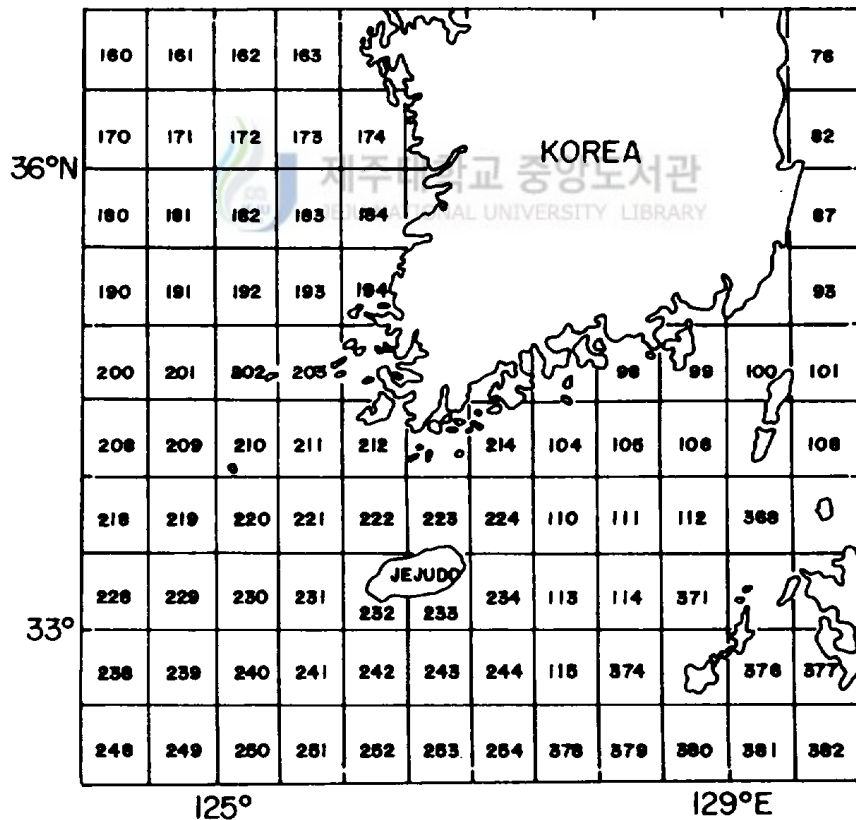 160 161 162 163 76
170 171 172 173 174 KOREA 82
36°N
제주대학교 중앙도서관
JEJU NATIONAL UNIVERSITY LIBRARY
180 181 182 183 184 87
190 191 192 193 194 93
200 201 202 203 98 99 100 101
208 209 210 211 212 214 104 105 106 108
218 219 220 221 222 223 224 110 111 112 368
JEJUDO
228 229 230 231 232 233 234 113 114 371
33°
238 239 240 241 242 243 244 115 374 376 377
248 249 250 251 252 253 254 378 379 380 381 382
125° 129°E